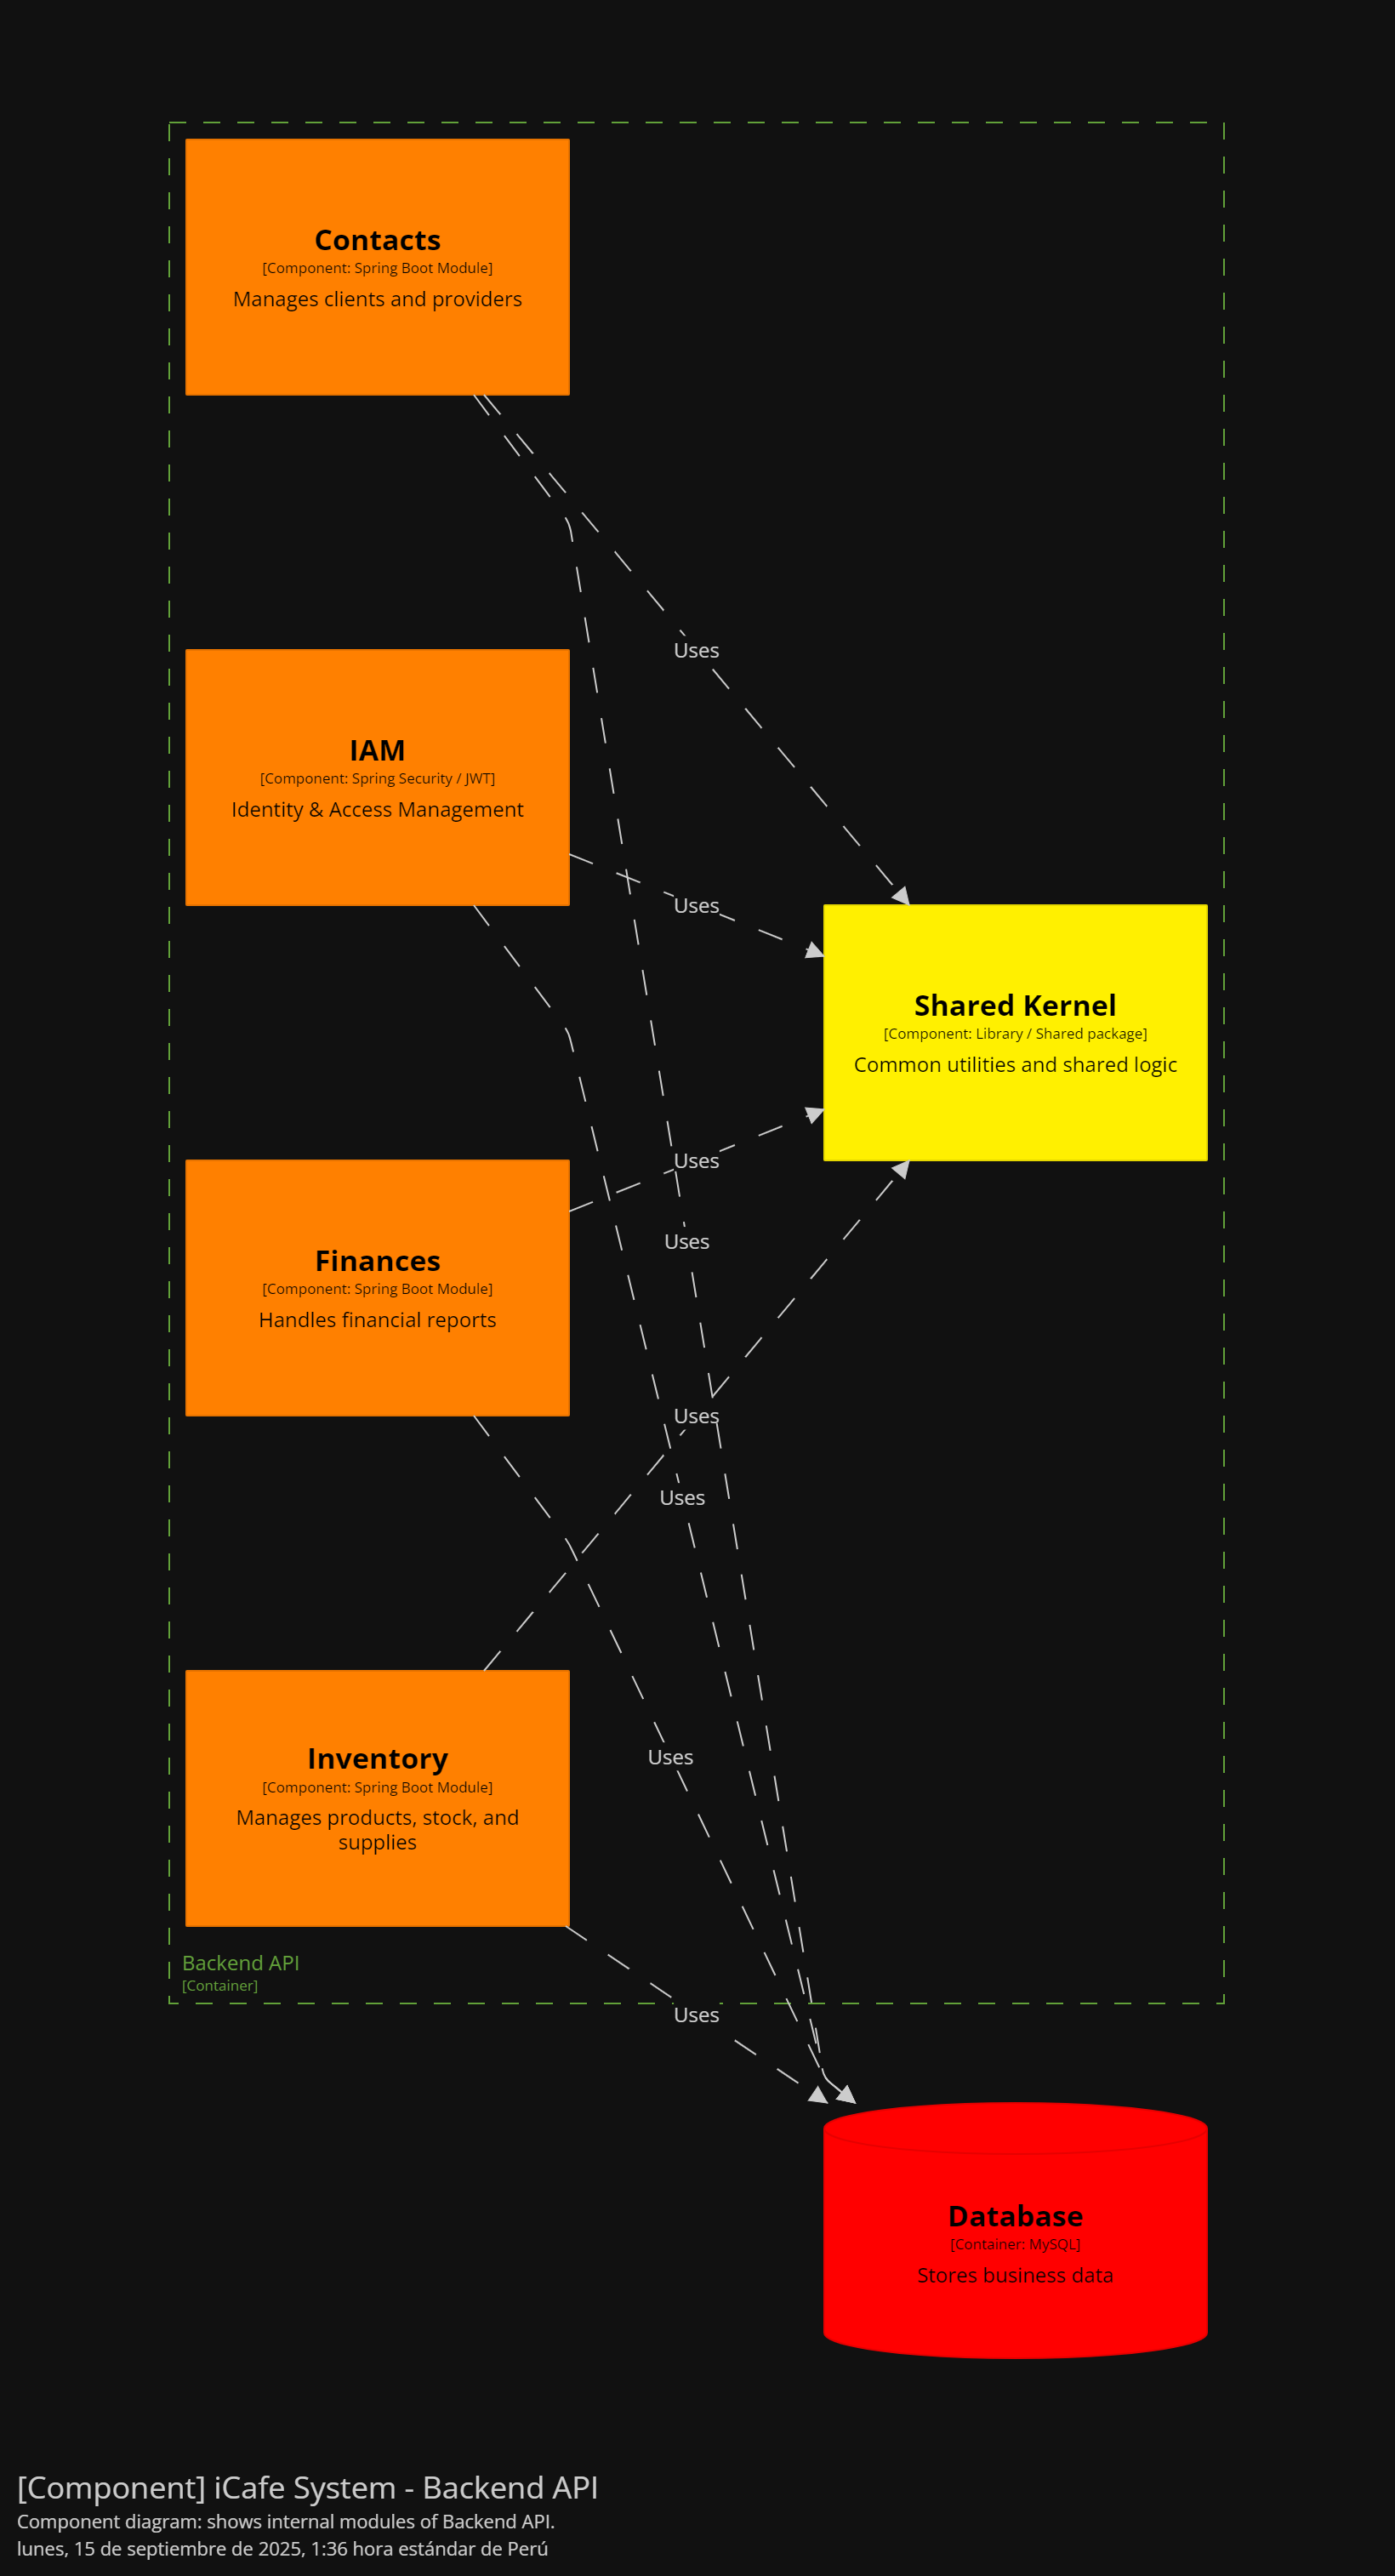 Contacts
[Component: Spring Boot Module]
Manages clients and providers
Uses
IAM
[Component: Spring Security / JWT]
Identity & Access Management
Uses
Shared Kernel
[Component: Library / Shared package]
Common utilities and shared logic
Uses
Uses
Finances
[Component: Spring Boot Module]
Handles financial reports
Uses
Uses
Uses
Inventory
[Component: Spring Boot Module]
Manages products, stock, and
supplies
Backend API
[Container]
Uses
Database
[Container: MySQL]
Stores business data
[Component] iCafe System - Backend API
Component diagram: shows internal modules of Backend API.
lunes, 15 de septiembre de 2025, 1:36 hora estándar de Perú